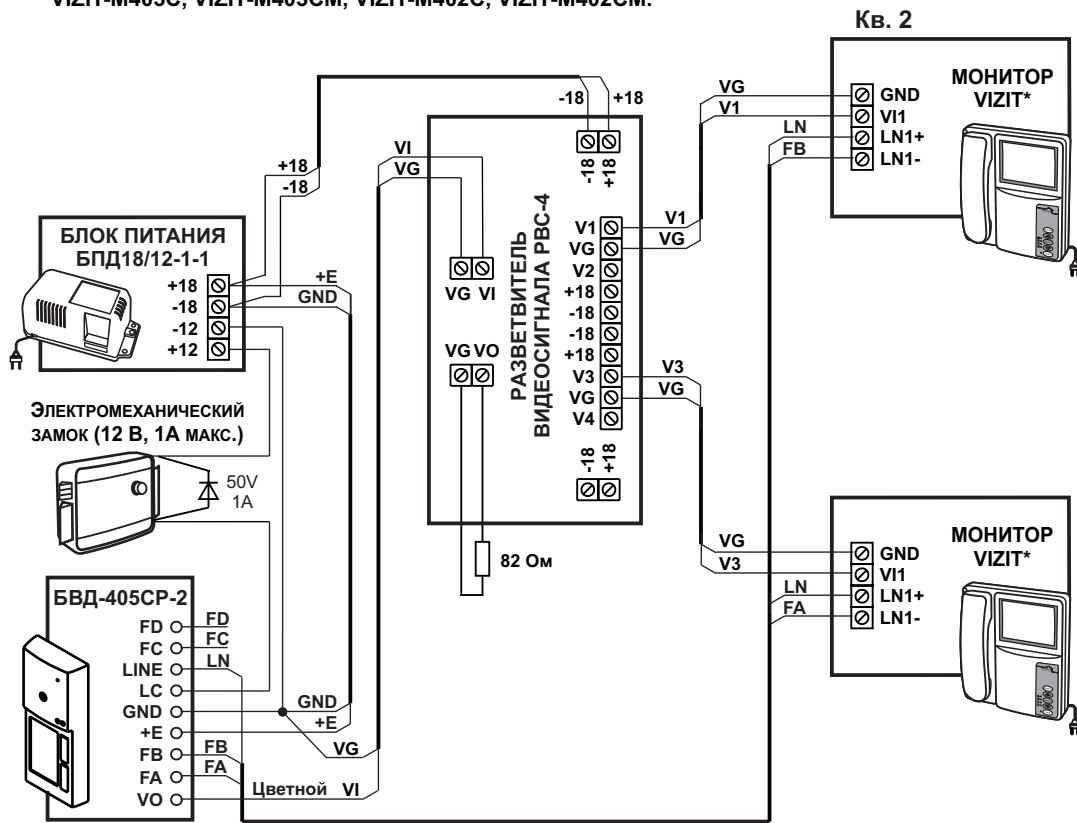 VIZIT-M403C, VIZIT-M403CM, VIZIT-M402C, VIZIT-M402CM.
Кв. 2
МОНИТОР
VIZIT*
VG
V1
LN
FB
GND
VI1
LN1+
LN1-
-18
+18
-18
+18
VI
VG
+18
-18
БЛОК ПИТАНИЯ
БПД18/12-1-1
+18
-18
-12
+12
+E
GND
VG VI
VG VO
РАЗВЕТВИТЕЛЬ
ВИДЕОСИГНАЛА РВС-4
V1
VG
V2
+18
-18
-18
+18
V3
VG
V4
V1
VG
V3
VG
-18
+18
82 Ом
ЭЛЕКТРОМЕХАНИЧЕСКИЙ
ЗАМОК (12 В, 1А МАКС.)
50V
1A
МОНИТОР
VIZIT*
VG
V3
LN
FA
GND
VI1
LN1+
LN1-
БВД-405CP-2
FD
FC
LINE
LC
GND
+E
FB
FA
VO
FD
FC
LN
GND
+E
VG
FB
FA
Цветной VI